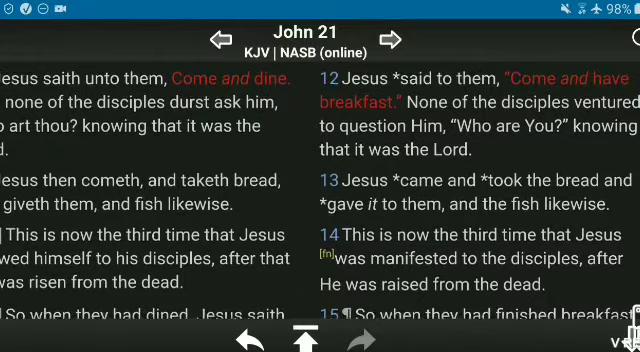 98%
John 21
KJV | NASB (online)
esus saith unto them, Come and dine.
none of the disciples durst ask him,
art thou? knowing that it was the
d.
esus then cometh, and taketh bread,
giveth them, and fish likewise.
This is now the third time that Jesus
wed himself to his disciples, after that
was risen from the dead.
So when they had dined, Jesus saith
12 Jesus *said to them, “Come and have
breakfast.” None of the disciples ventured
to question Him, “Who are You?” knowing
that it was the Lord.
13 Jesus *came and *took the bread and
*gave it to them, and the fish likewise.
14 This is now the third time that Jesus
[fn]was manifested to the disciples, after
He was raised from the dead.
15 ¶ So when they had finished breakfast